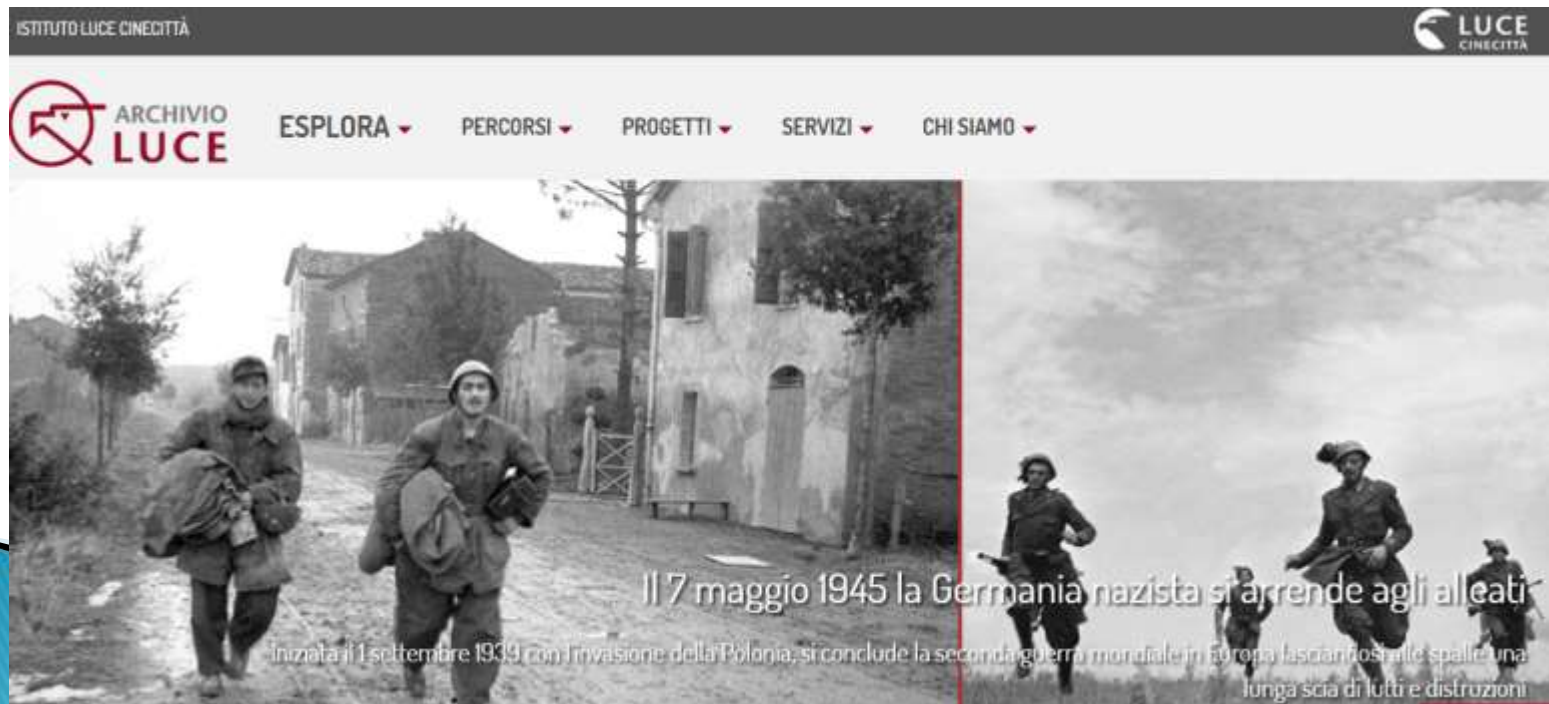 ISTITUTO LUCE CINECITTÀ
LUCE
CINECITTÀ
ARCHIVIO
LUCE
ESPLORA
PERCORSI
PROGETTI
SERVIZI
CHI SIAMO
Il 7 maggio 1945 la Germania nazista si arrende agli alleati
Iniziata il 1 settembre 1939 con l'invasione della Polonia, si conclude la seconda guerra mondiale in Europa lasciandosi alle spalle una
lunga scia di lutti e distruzioni